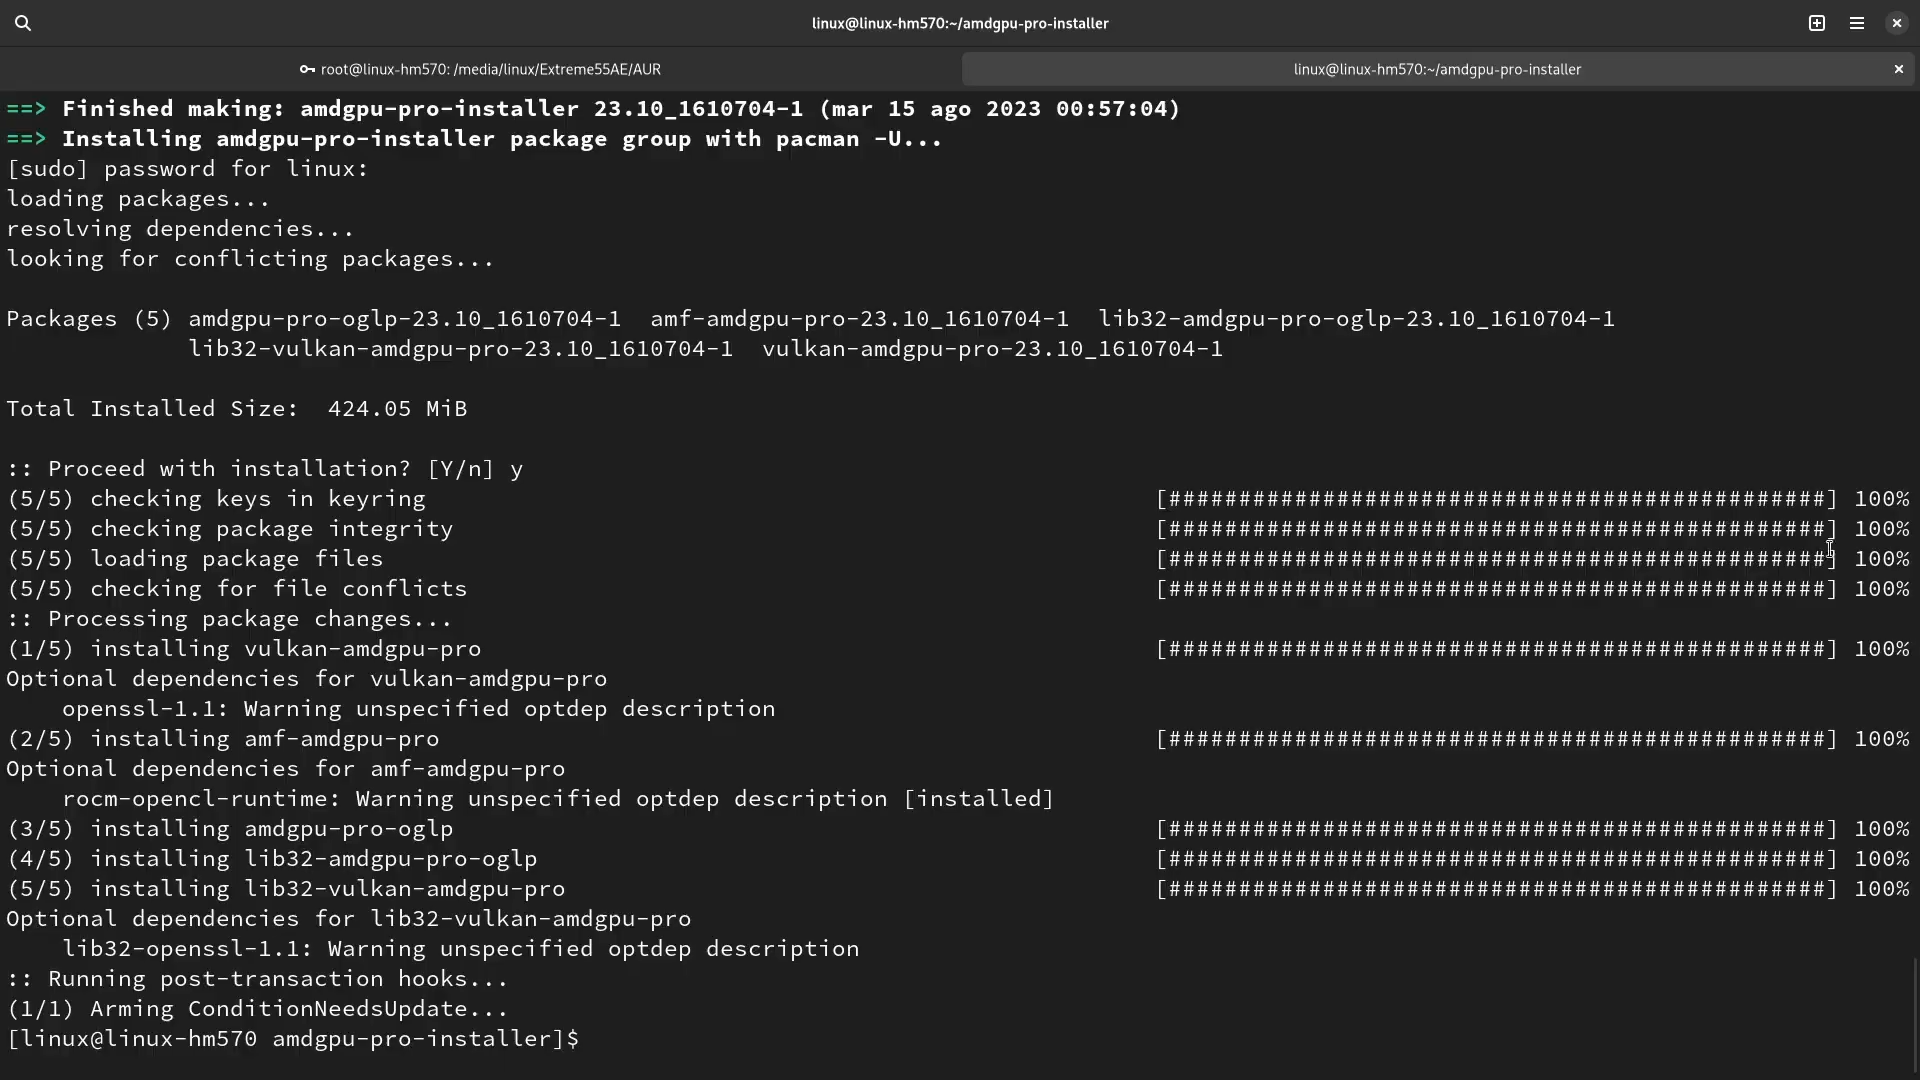 linux@linux-hm570:~/amdgpu-pro-installer
root@linux-hm570: /media/linux/Extreme55AE/AUR
linux@linux-hm570:~/amdgpu-pro-installer
==> Finished making: amdgpu-pro-installer 23.10_1610704-1 (mar 15 ago 2023 00:57:04)
==> Installing amdgpu-pro-installer package group with pacman -U...
[sudo] password for linux:
loading packages...
resolving dependencies...
looking for conflicting packages...
Packages (5) amdgpu-pro-oglp-23.10_1610704-1  amf-amdgpu-pro-23.10_1610704-1  lib32-amdgpu-pro-oglp-23.10_1610704-1
lib32-vulkan-amdgpu-pro-23.10_1610704-1  vulkan-amdgpu-pro-23.10_1610704-1
Total Installed Size:  424.05 MiB
:: Proceed with installation? [Y/n] y
(5/5) checking keys in keyring [###############################################] 100%
(5/5) checking package integrity [###############################################] 100%
(5/5) loading package files [###############################################] 100%
(5/5) checking for file conflicts [###############################################] 100%
:: Processing package changes...
(1/5) installing vulkan-amdgpu-pro [###############################################] 100%
Optional dependencies for vulkan-amdgpu-pro
openssl-1.1: Warning unspecified optdep description
(2/5) installing amf-amdgpu-pro [###############################################] 100%
Optional dependencies for amf-amdgpu-pro
rocm-opencl-runtime: Warning unspecified optdep description [installed]
(3/5) installing amdgpu-pro-oglp [###############################################] 100%
(4/5) installing lib32-amdgpu-pro-oglp [###############################################] 100%
(5/5) installing lib32-vulkan-amdgpu-pro [###############################################] 100%
Optional dependencies for lib32-vulkan-amdgpu-pro
lib32-openssl-1.1: Warning unspecified optdep description
:: Running post-transaction hooks...
(1/1) Arming ConditionNeedsUpdate...
[linux@linux-hm570 amdgpu-pro-installer]$